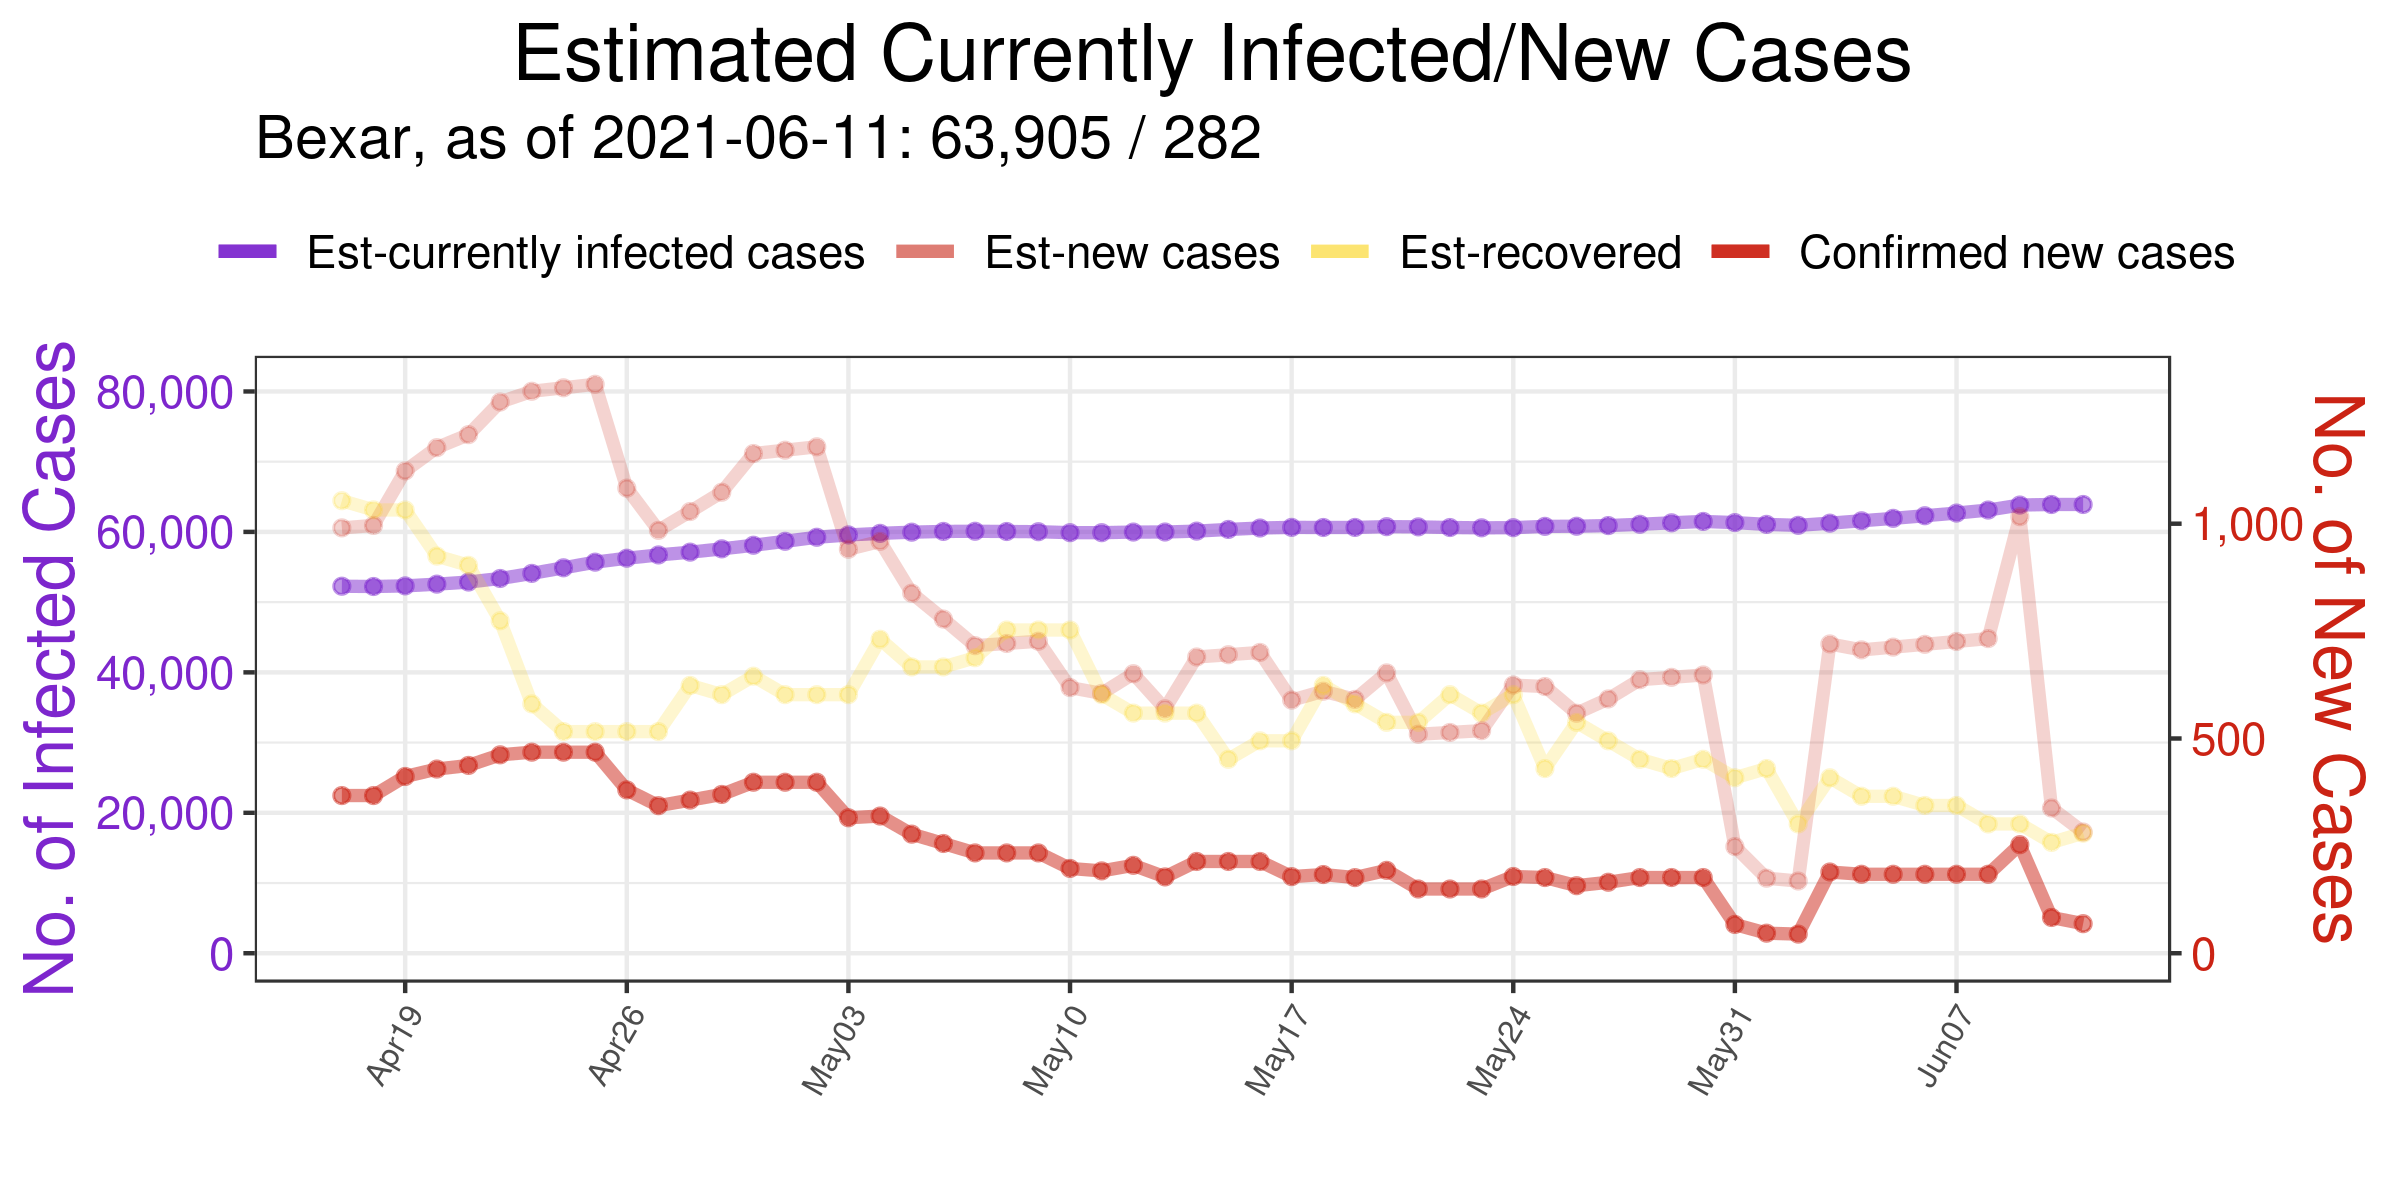 Estimated Currently Infected/New Cases
Bexar, as of 2021-06-11: 63,905 / 282
Est-currently infected cases Est-new cases Est-recovered Confirmed new cases
No. of Infected Cases
80,000
60,000
40,000
20,000
0
1,000
500
0
No. of New Cases
Apr19 Apr26 May03 May10 May17 May24 May31 Jun07